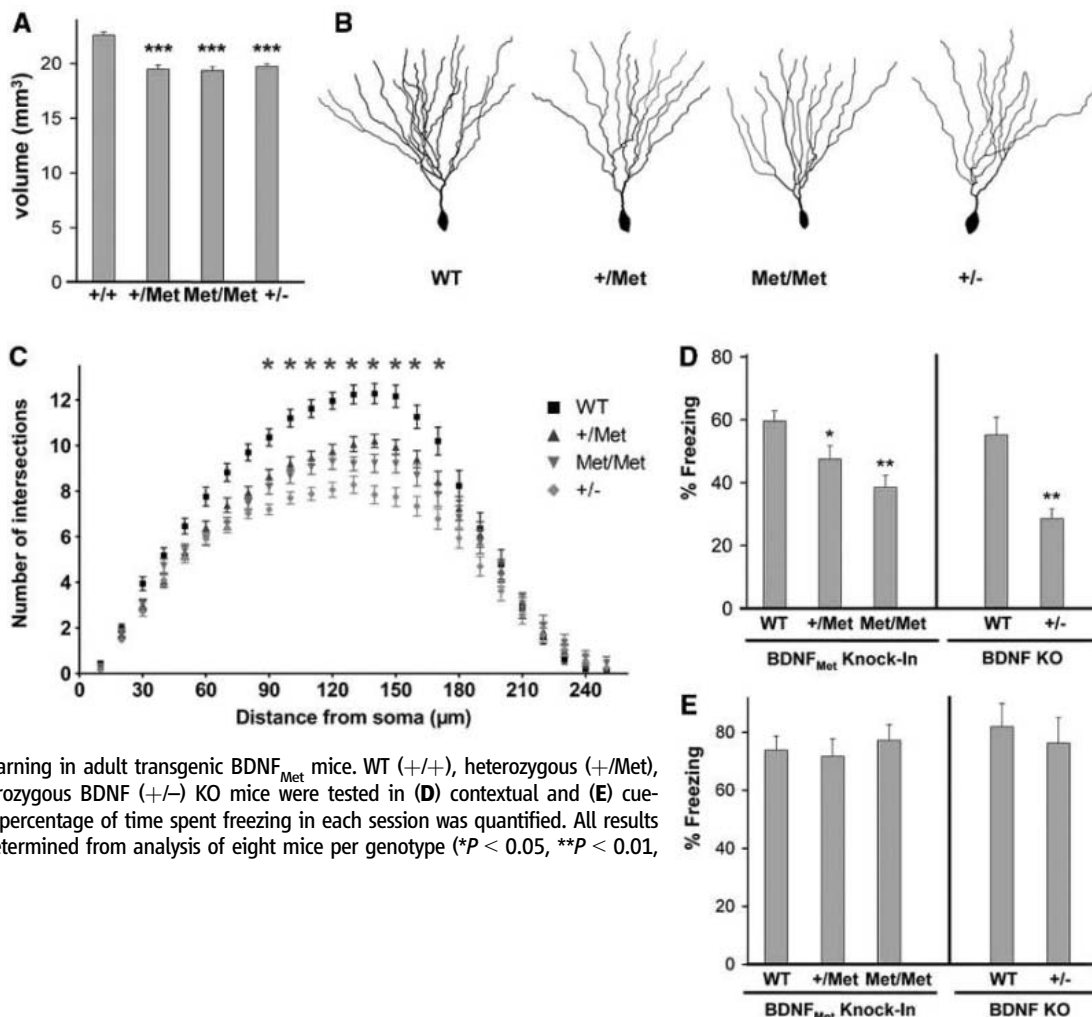 A
volume (mm³)
20
15
10
5
0
*** *** ***
+/+ +/Met Met/Met +/-
B
WT +/Met Met/Met +/-
C
Number of intersections
12
10
8
6
4
2
0
* * * * * * * * *
WT
+/Met
Met/Met
+/-
0 30 60 90 120 150 180 210 240
Distance from soma (µm)
D
% Freezing
80
60
40
20
0
* ** **
WT +/Met Met/Met WT +/-
BDNF_Met Knock-In BDNF KO
E
% Freezing
80
60
40
20
0
WT +/Met Met/Met WT +/-
BDNF_Met Knock-In BDNF KO
arning in adult transgenic BDNF_Met mice. WT (+/+), heterozygous (+/Met),
rozygous BDNF (+/–) KO mice were tested in (D) contextual and (E) cue-
percentage of time spent freezing in each session was quantified. All results
etermined from analysis of eight mice per genotype (*P < 0.05, **P < 0.01,